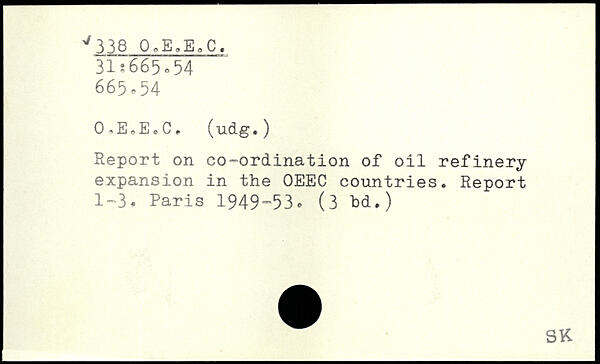 ✓338 O.E.E.C.
31:665.54
665.54
O.E.E.C. (udg.)
Report on co-ordination of oil refinery
expansion in the OEEC countries. Report
1-3. Paris 1949-53. (3 bd.)
SK